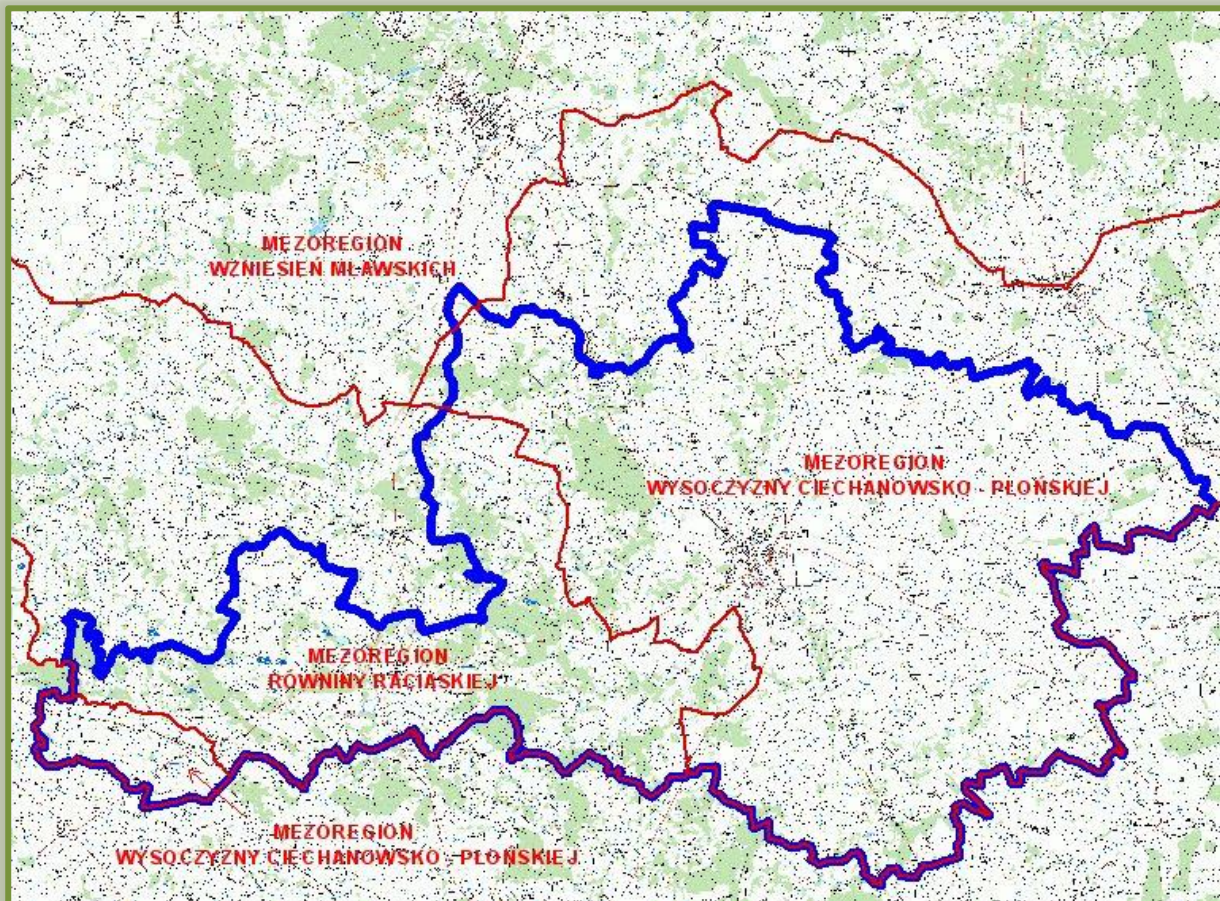 MEZOREGION
WZNIESIEŃ MŁAWSKICH
MEZOREGION
WYSOCZYZNY CIECHANOWSKO - PŁOŃSKIEJ
MEZOREGION
RÓWNINY RACIĄSKIEJ
MEZOREGION
WYSOCZYZNY CIECHANOWSKO - PŁOŃSKIEJ